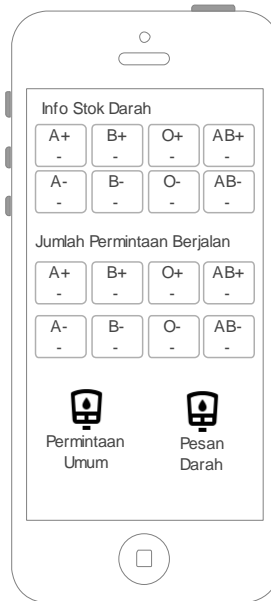 Info Stok Darah
A+ B+ O+ AB+
- - - -
A- B- O- AB-
- - - -
Jumlah Permintaan Berjalan
A+ B+ O+ AB+
- - - -
A- B- O- AB-
- - - -
Permintaan
Umum
Pesan
Darah